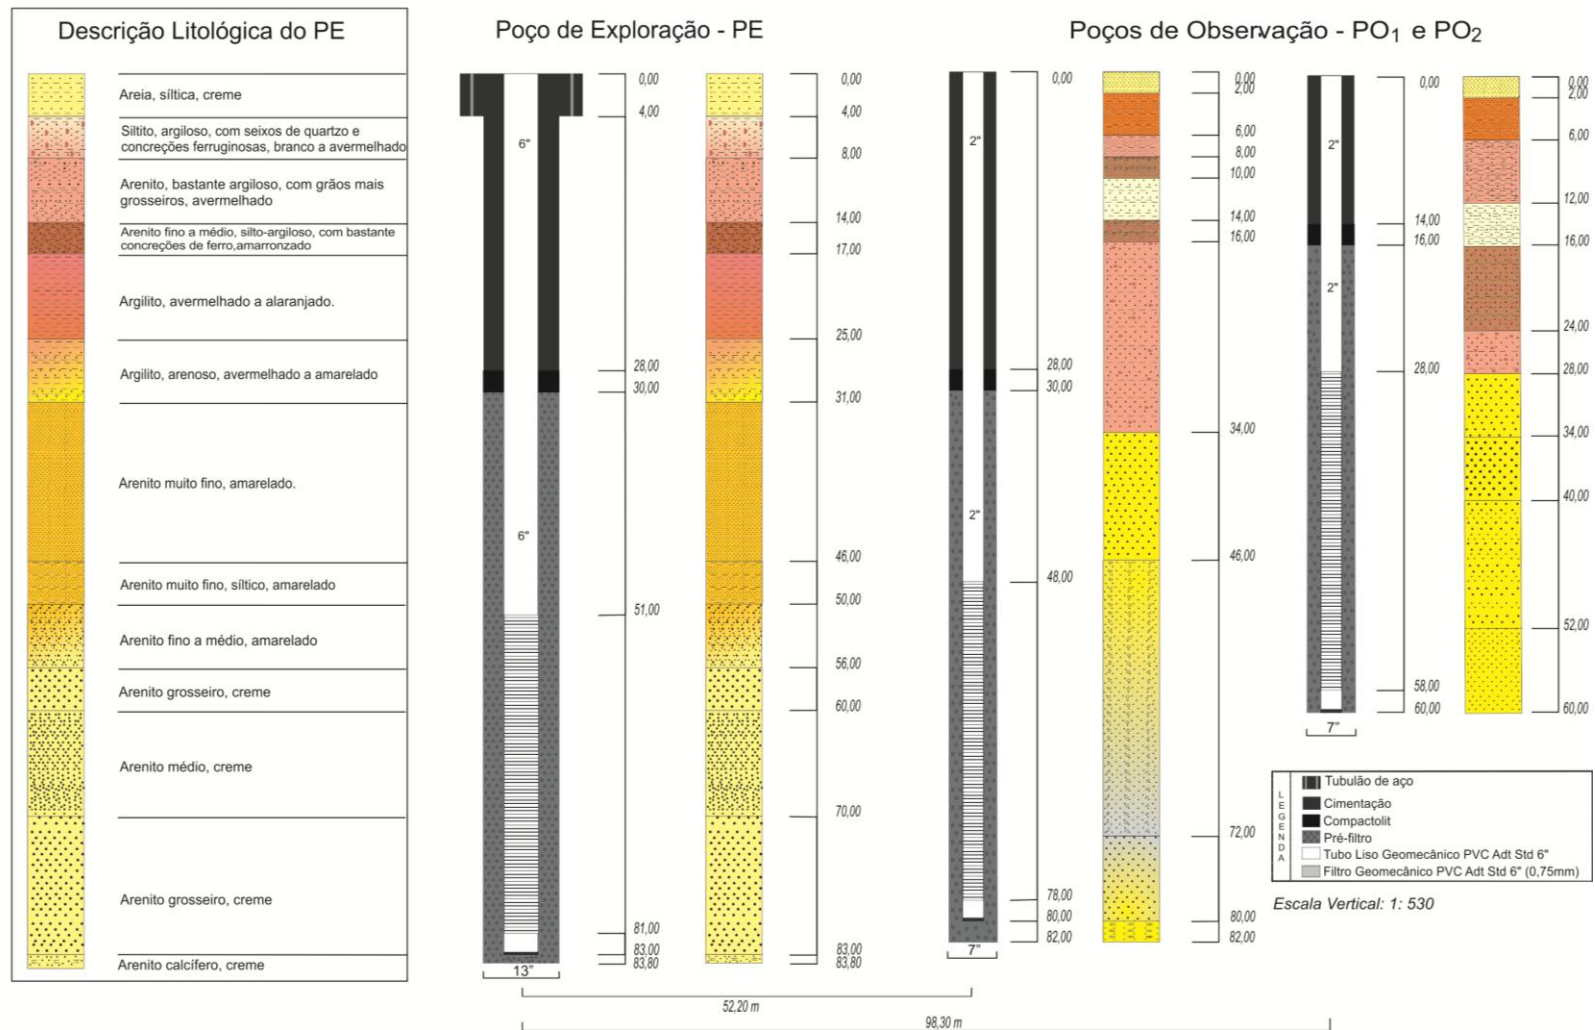 Descrição Litológica do PE
Areia, síltica, creme
Siltito, argiloso, com seixos de quartzo e
concreções ferruginosas, branco a avermelhado
Arenito, bastante argiloso, com grãos mais
grosseiros, avermelhado
Arenito fino a médio, silto-argiloso, com bastante
concreções de ferro,amarronzado
Argilito, avermelhado a alaranjado.
Argilito, arenoso, avermelhado a amarelado
Arenito muito fino, amarelado.
Arenito muito fino, síltico, amarelado
Arenito fino a médio, amarelado
Arenito grosseiro, creme
Arenito médio, creme
Arenito grosseiro, creme
Arenito calcífero, creme
Poço de Exploração - PE
6"
6"
13"
0,00
4,00
28,00
30,00
51,00
81,00
83,00
83,80
0,00
4,00
8,00
14,00
17,00
25,00
31,00
46,00
50,00
56,00
60,00
70,00
83,00
83,80
Poços de Observação - PO1 e PO2
2"
2"
7"
0,00
28,00
30,00
48,00
78,00
80,00
82,00
0,00
2,00
6,00
8,00
10,00
14,00
16,00
34,00
46,00
72,00
80,00
82,00
2"
2"
7"
0,00
14,00
16,00
28,00
58,00
60,00
0,00
2,00
6,00
12,00
16,00
24,00
28,00
34,00
40,00
52,00
60,00
LEGENDA
Tubulão de aço
Cimentação
Compactolit
Pré-filtro
Tubo Liso Geomecânico PVC Adt Std 6"
Filtro Geomecânico PVC Adt Std 6" (0,75mm)
Escala Vertical: 1: 530
52,20 m
98,30 m